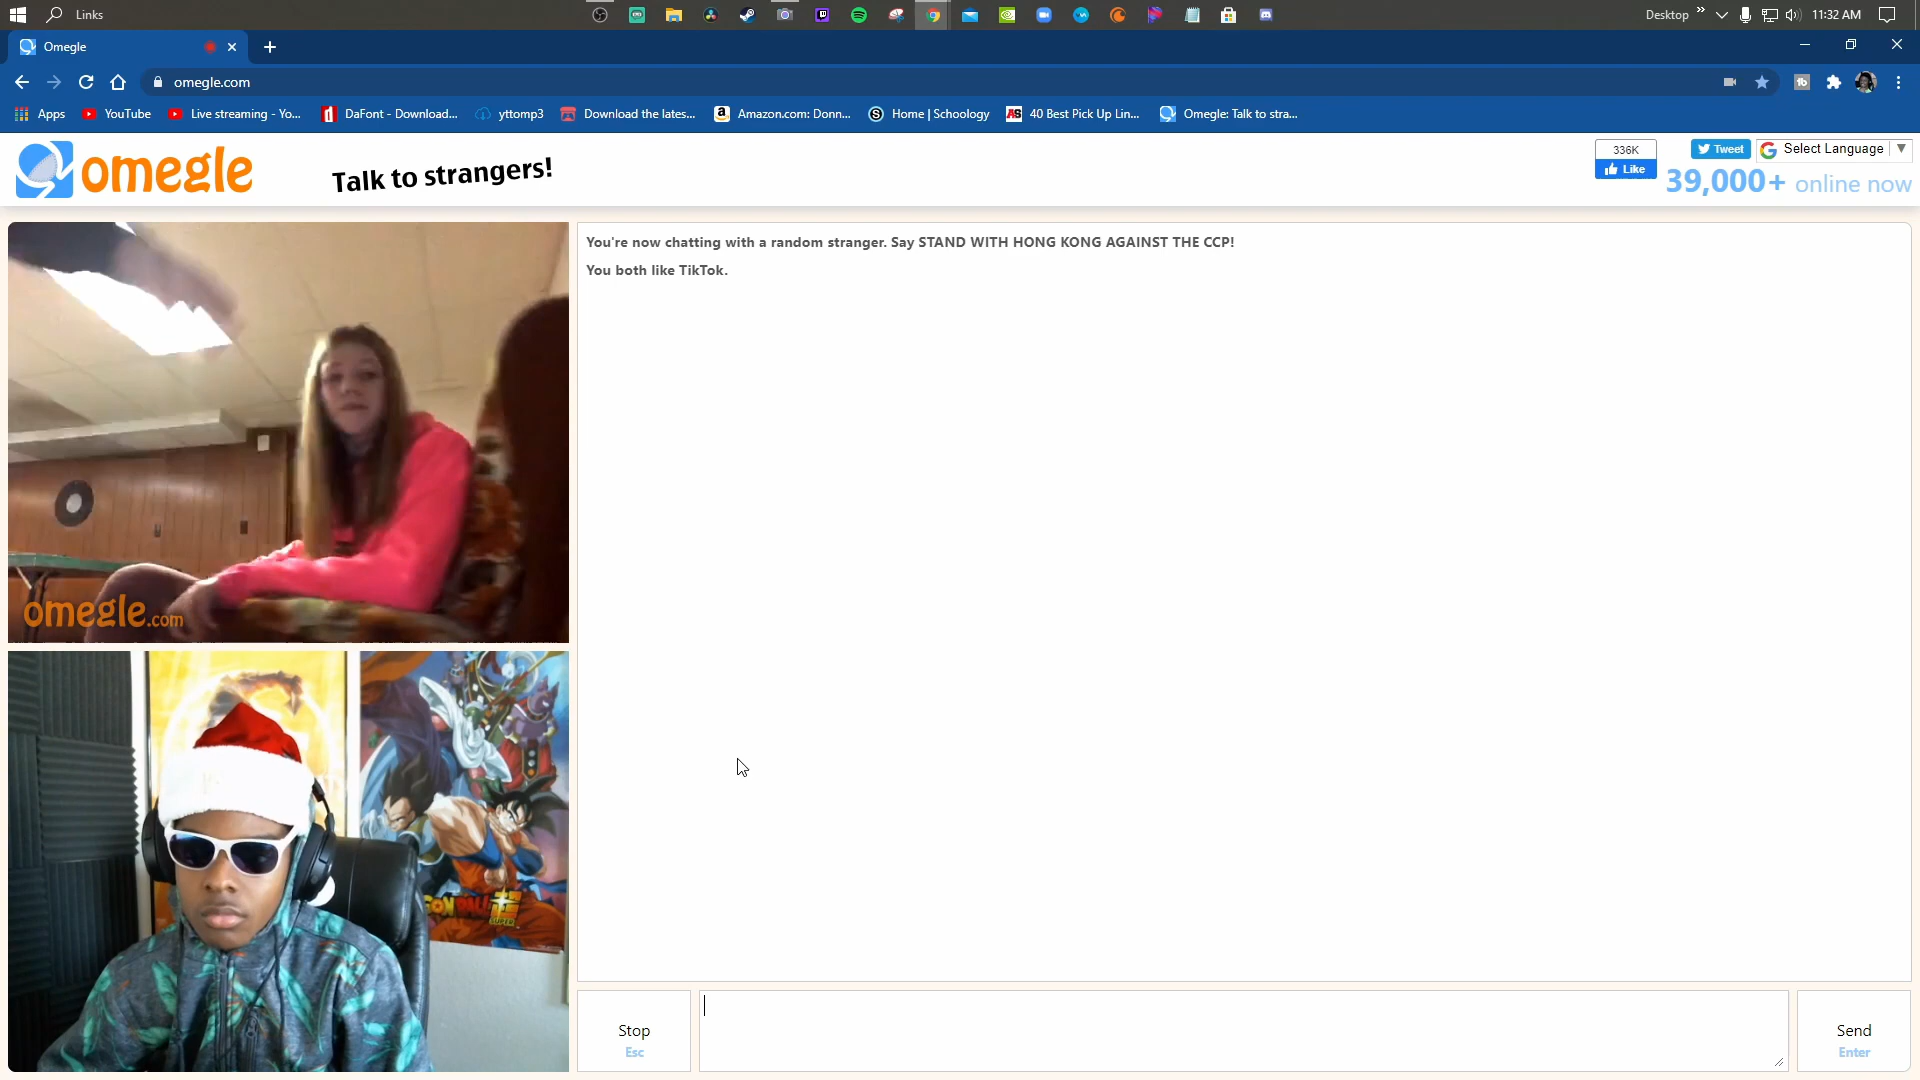 Links
Desktop
11:32 AM
Omegle
omegle.com
Apps
YouTube
Live streaming - Yo...
DaFont - Download...
yttomp3
Download the latest...
Amazon.com: Donn...
Home | Schoology
40 Best Pick Up Lin...
Omegle: Talk to stra...
omegle
Talk to strangers!
336K
Like
Tweet
Select Language
39,000+ online now
You're now chatting with a random stranger. Say STAND WITH HONG KONG AGAINST THE CCP!
You both like TikTok.
omegle.com
Stop
Esc
Send
Enter